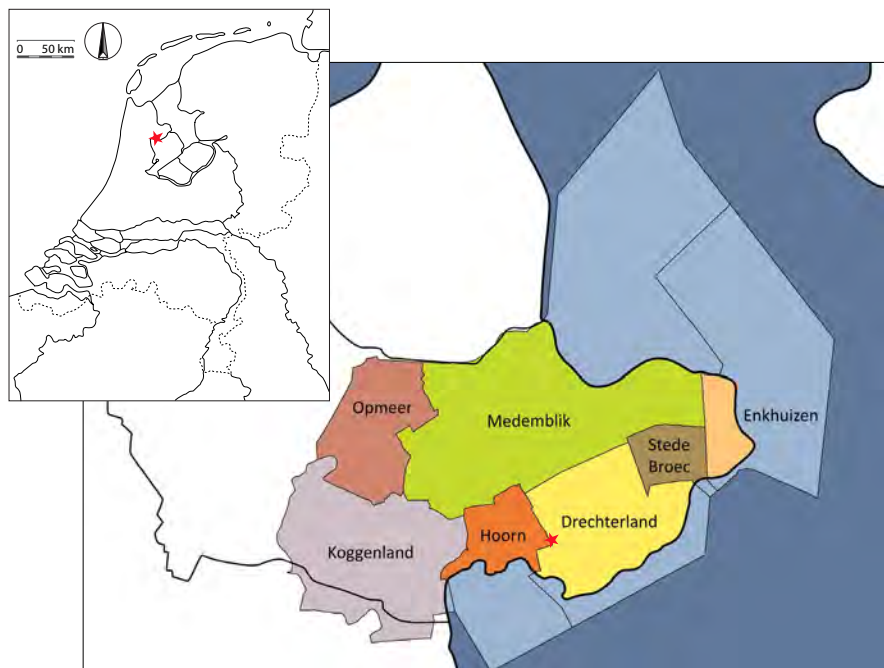 0 50 km
Opmeer
Medemblik
Enkhuizen
Stede
Broec
Drechterland
Hoorn
Koggenland